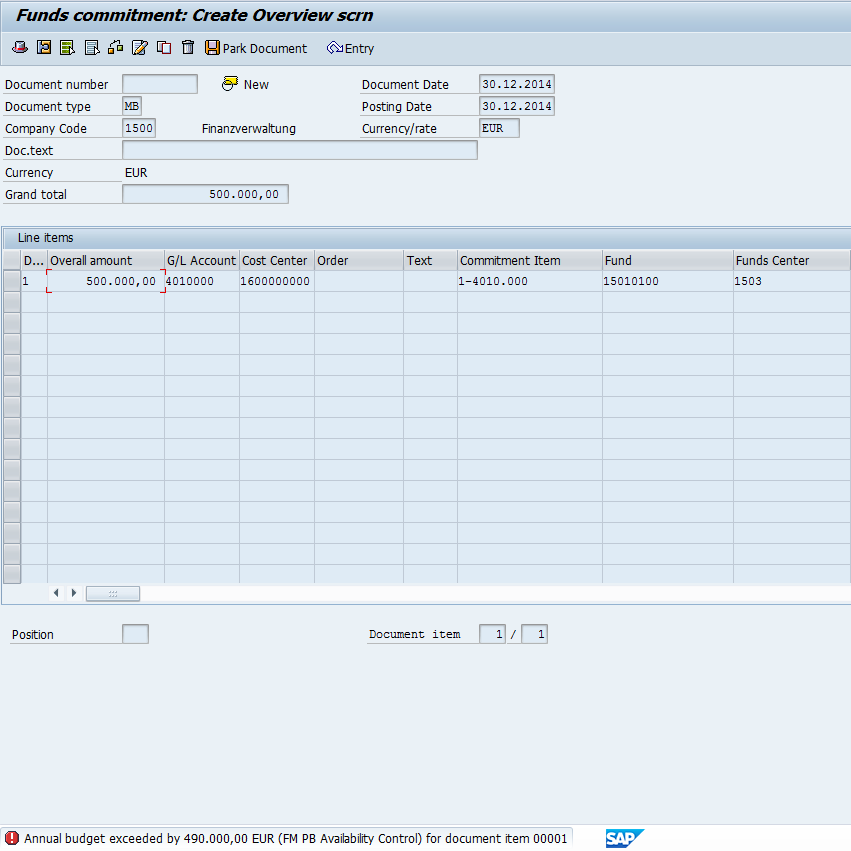 Funds commitment: Create Overview scrn
Park Document Entry
Document number New Document Date 30.12.2014
Document type MB Posting Date 30.12.2014
Company Code 1500 Finanzverwaltung Currency/rate EUR
Doc.text
Currency EUR
Grand total 500.000,00
Line items
D... Overall amount G/L Account Cost Center Order Text Commitment Item Fund Funds Center
1 500.000,00 4010000 1600000000 1-4010.000 15010100 1503
Position Document item 1 / 1
Annual budget exceeded by 490.000,00 EUR (FM PB Availability Control) for document item 00001 SAP